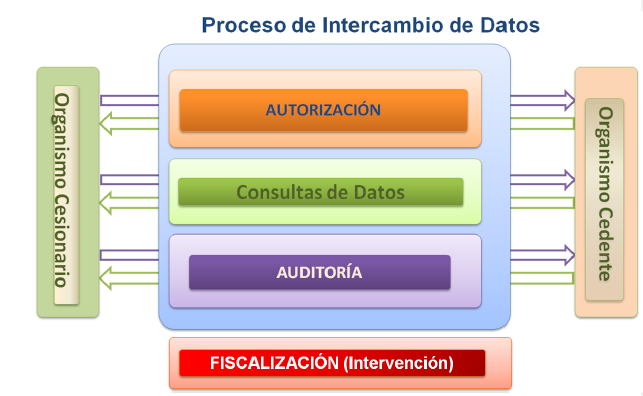 Proceso de Intercambio de Datos
Organismo Cesionario
AUTORIZACIÓN
Consultas de Datos
AUDITORÍA
Organismo Cedente
FISCALIZACIÓN (Intervención)